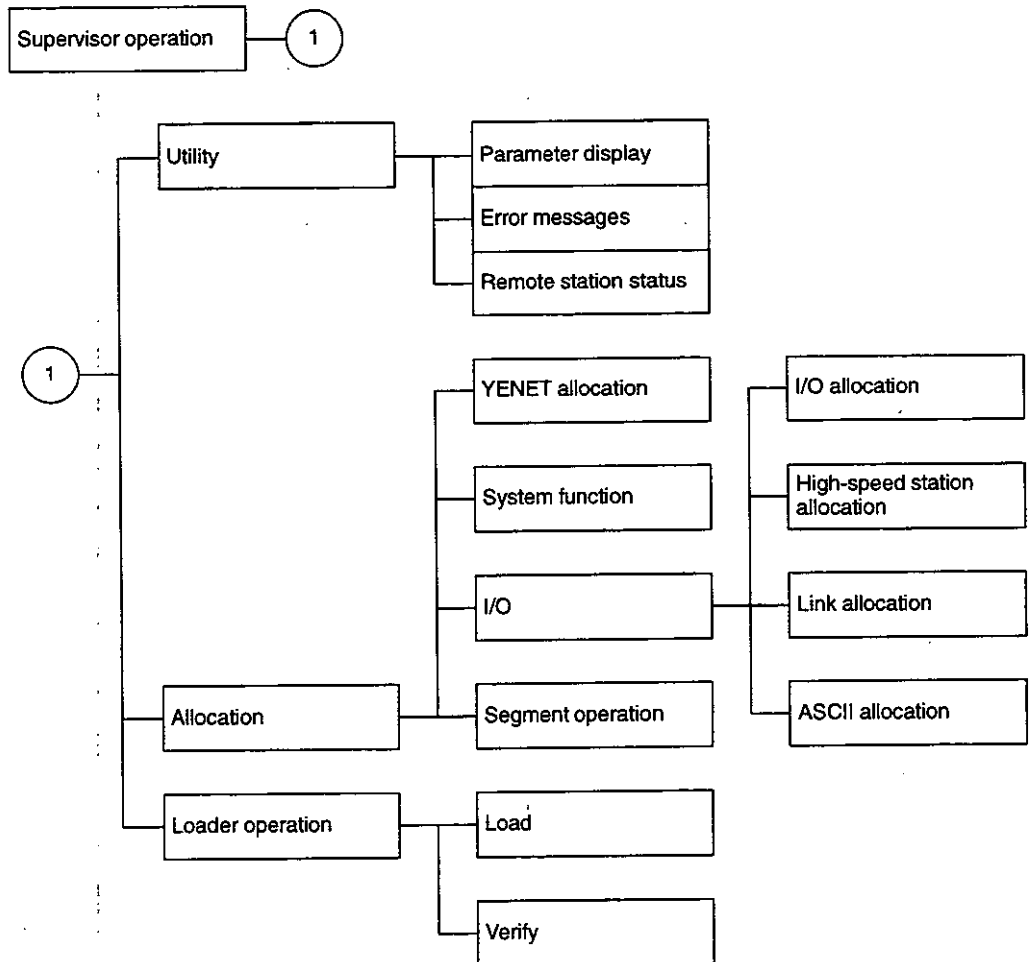 Supervisor operation
1
Utility
Parameter display
Error messages
Remote station status
1
YENET allocation
I/O allocation
System function
High-speed station
allocation
I/O
Link allocation
Allocation
Segment operation
ASCII allocation
Loader operation
Load
Verify